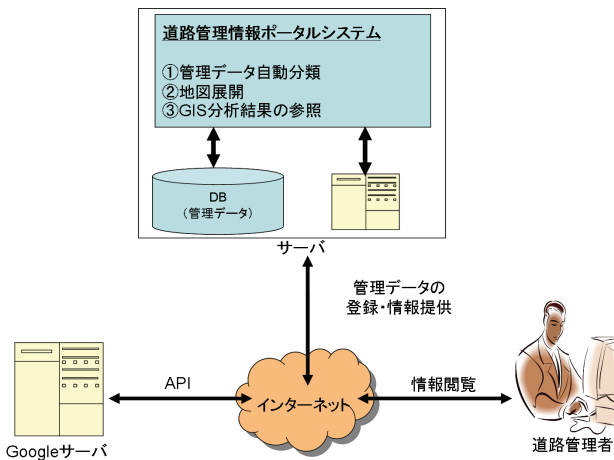 道路管理情報ポータルシステム
①管理データ自動分類
②地図展開
③GIS分析結果の参照
DB
(管理データ)
サーバ
管理データの
登録・情報提供
API
インターネット
情報閲覧
Googleサーバ
道路管理者